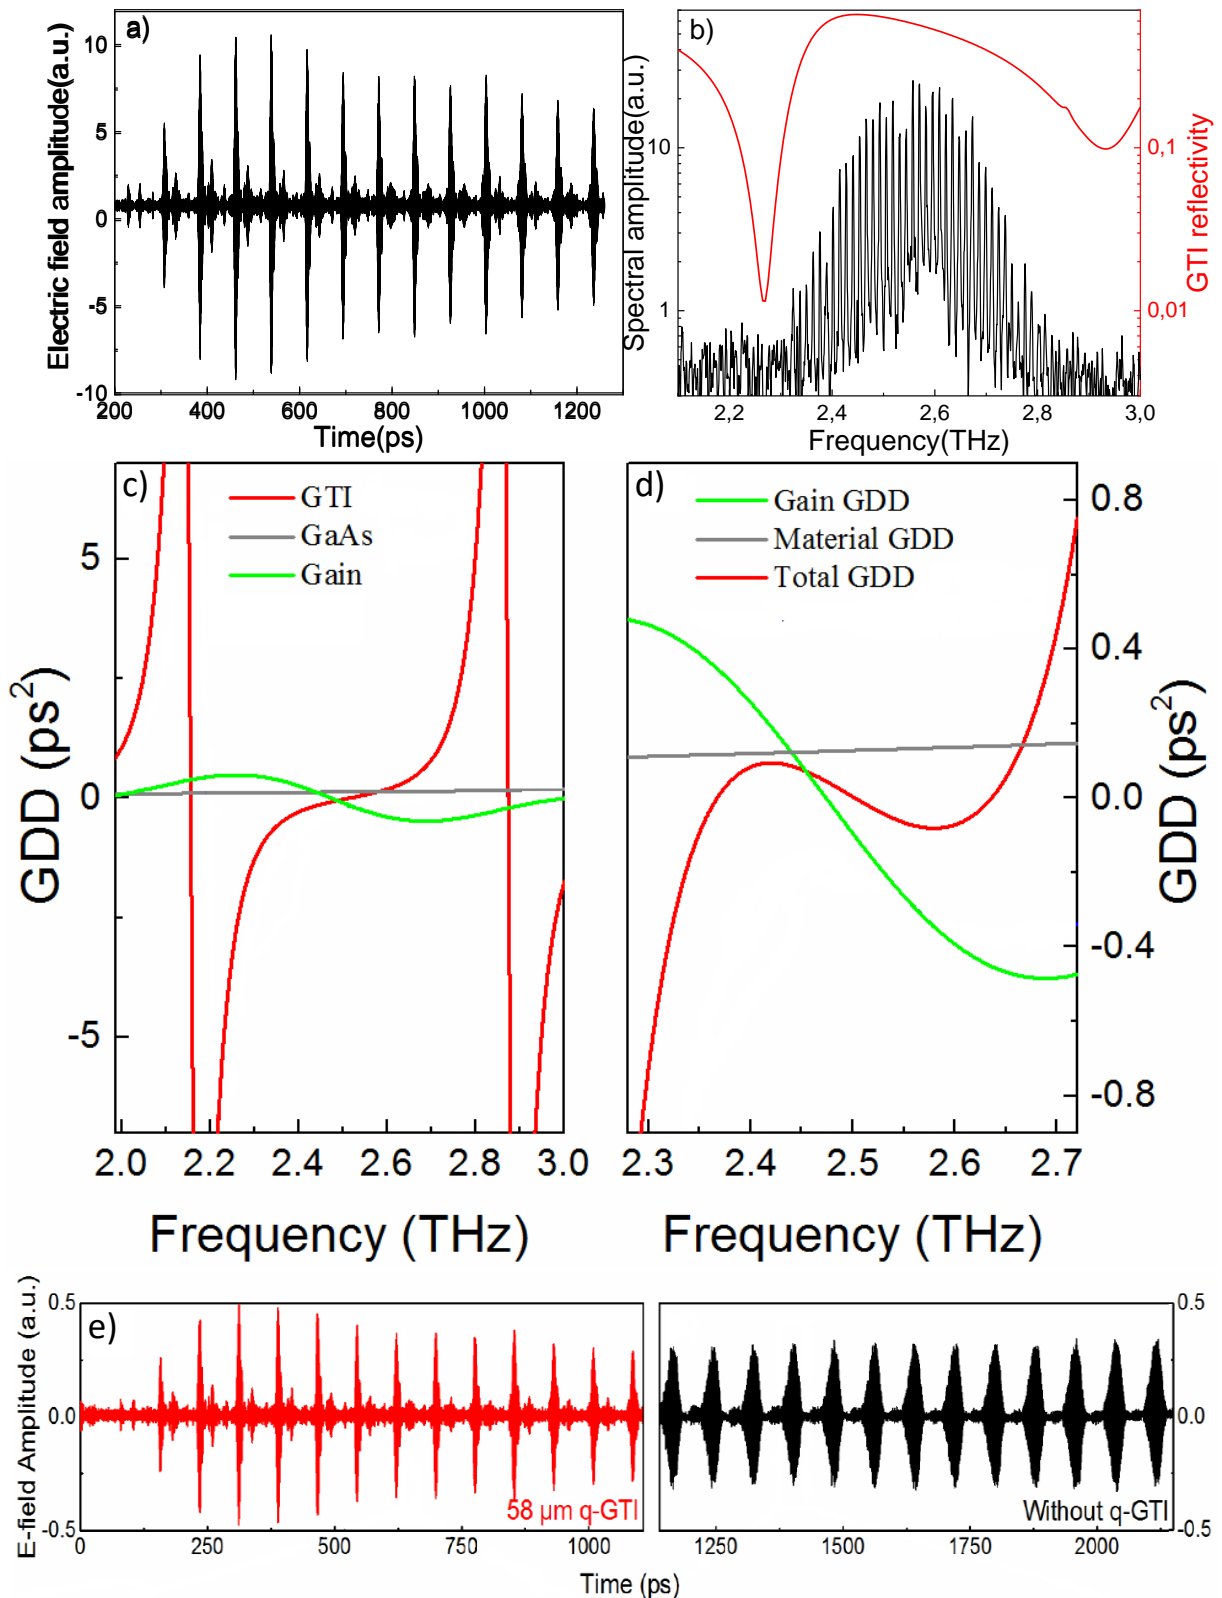 a)
Electric field amplitude(a.u.)
10
5
0
-5
-10
200 400 600 800 1000 1200
Time(ps)
b)
Spectral amplitude(a.u.)
10
1
GTI reflectivity
0,1
0,01
2,2 2,4 2,6 2,8 3,0
Frequency(THz)
c)
GTI
GaAs
Gain
GDD (ps2)
5
0
-5
2.0 2.2 2.4 2.6 2.8 3.0
Frequency (THz)
d)
Gain GDD
Material GDD
Total GDD
0.8
0.4
0.0
-0.4
-0.8
GDD (ps2)
2.3 2.4 2.5 2.6 2.7
Frequency (THz)
e)
E-field Amplitude (a.u.)
0.5
0.0
-0.5
58 µm q-GTI
0 250 500 750 1000
Without q-GTI
0.5
0.0
-0.5
1250 1500 1750 2000
Time (ps)